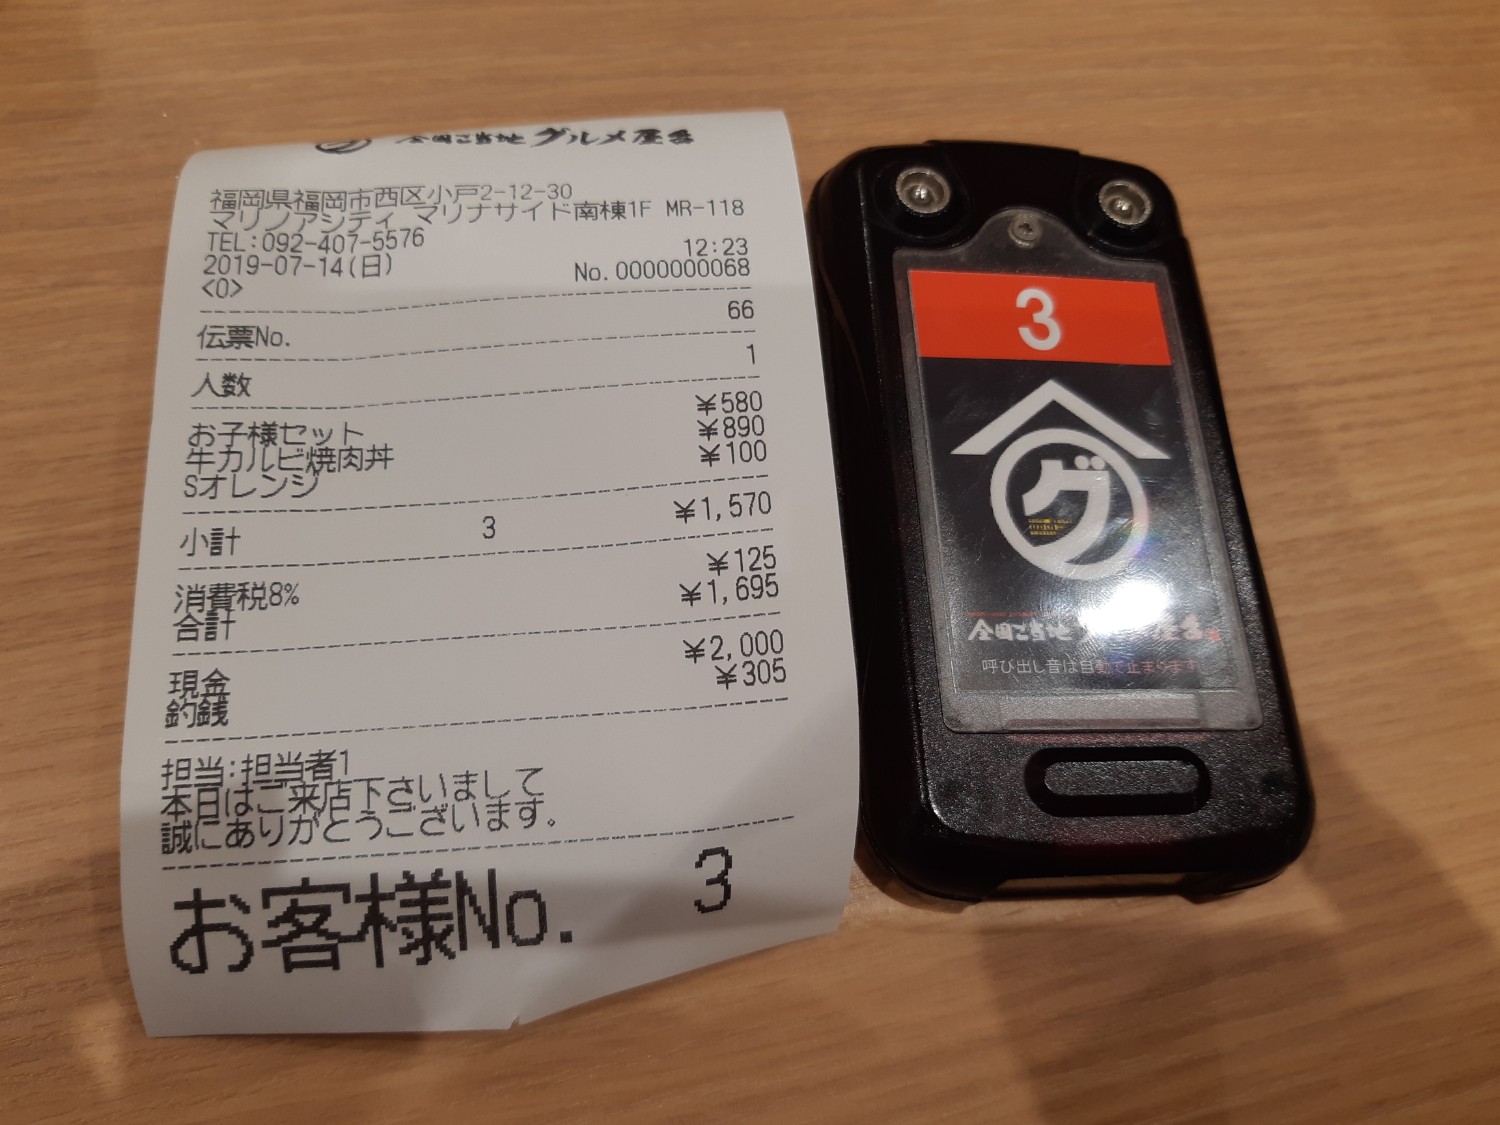 全国ご当地グルメ屋台
福岡県福岡市西区小戸2-12-30
マリノアシティ マリナサイド南棟1F MR-118
TEL:092-407-5576
2019-07-14(日) 12:23
<0> No.0000000068
伝票No. 66
人数 1
お子様セット ¥580
牛カルビ焼肉丼 ¥890
Sオレンジ ¥100
小計 3 ¥1,570
消費税8% ¥125
合計 ¥1,695
現金 ¥2,000
釣銭 ¥305
担当:担当者1
本日はご来店下さいまして
誠にありがとうございます。
お客様No. 3
3
グ
全国ご当地 屋台
呼び出し音は自動で止まります